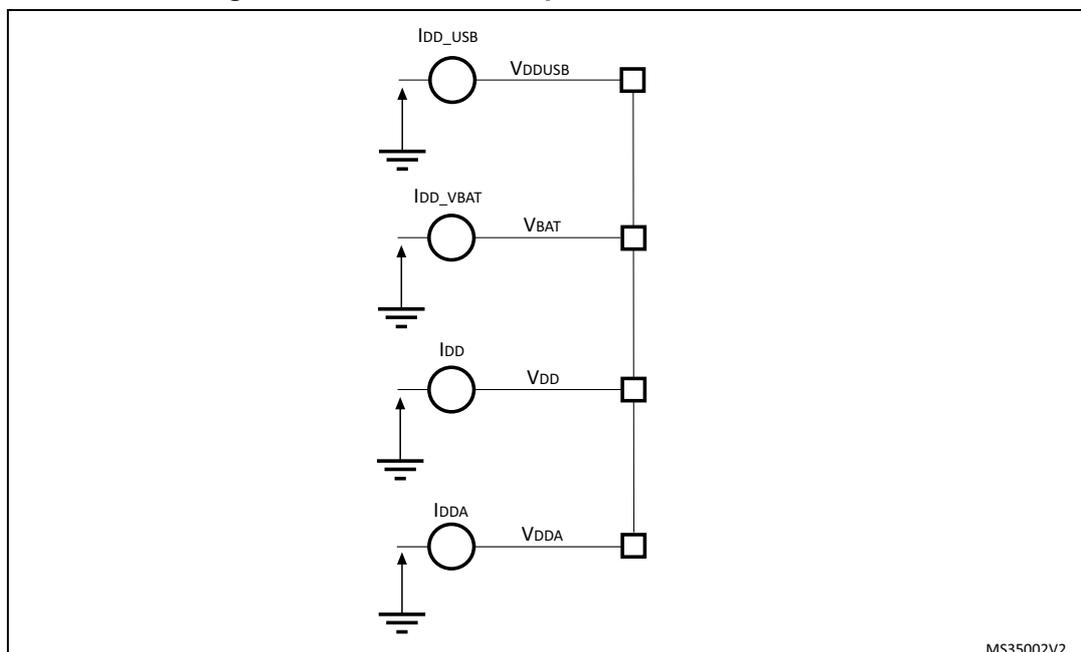 IDD_USB
VDDUSB
IDD_VBAT
VBAT
IDD
VDD
IDDA
VDDA
MS35002V2